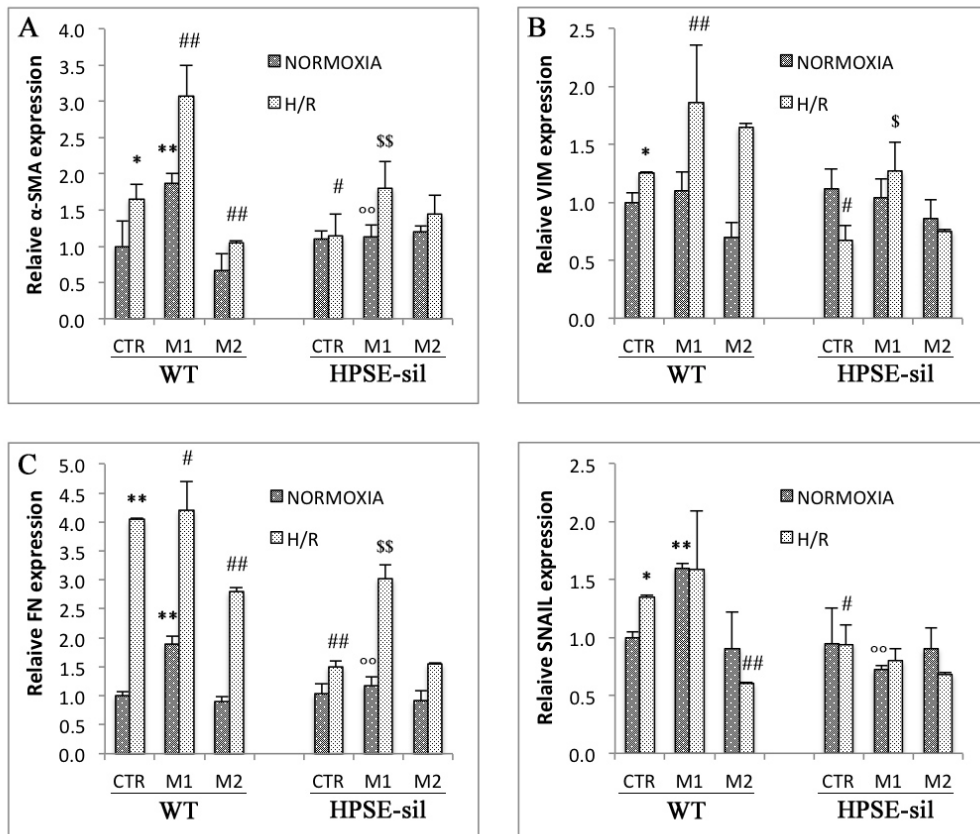 A
Relaive α-SMA expression
4.0
3.5
3.0
2.5
2.0
1.5
1.0
0.5
0.0
NORMOXIA
H/R
*
**
##
##
#
°°
$$
CTR M1 M2 CTR M1 M2
WT HPSE-sil
B
Relaive VIM expression
2.5
2.0
1.5
1.0
0.5
0.0
NORMOXIA
H/R
*
##
#
$
CTR M1 M2 CTR M1 M2
WT HPSE-sil
C
Relaive FN expression
5.0
4.5
4.0
3.5
3.0
2.5
2.0
1.5
1.0
0.5
0.0
NORMOXIA
H/R
**
**
#
##
##
°°
$$
CTR M1 M2 CTR M1 M2
WT HPSE-sil
Relaive SNAIL expression
2.5
2.0
1.5
1.0
0.5
0.0
NORMOXIA
H/R
*
**
##
#
°°
CTR M1 M2 CTR M1 M2
WT HPSE-sil